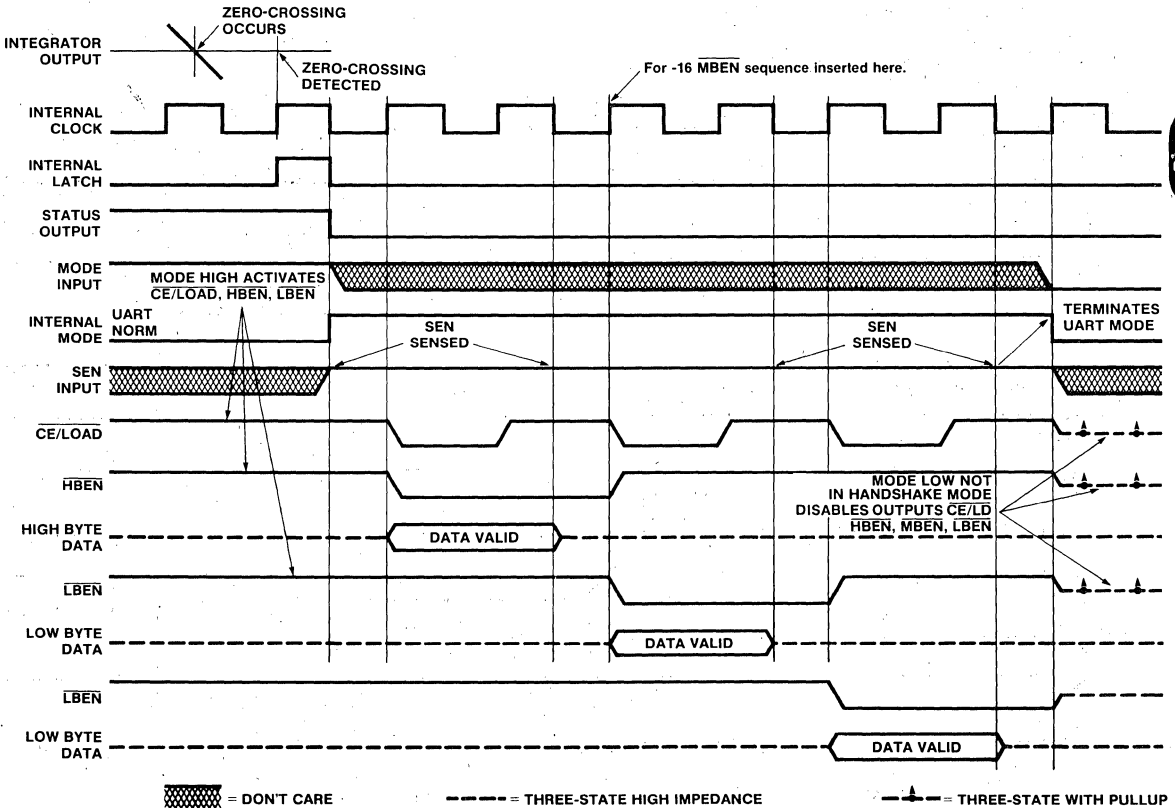 ZERO-CROSSING
OCCURS
INTEGRATOR
OUTPUT
ZERO-CROSSING
DETECTED
For -16 MBEN sequence inserted here.
INTERNAL
CLOCK
INTERNAL
LATCH
STATUS
OUTPUT
MODE
INPUT
MODE HIGH ACTIVATES
CE/LOAD, HBEN, LBEN
INTERNAL
MODE
UART
NORM
SEN
SENSED
SEN
SENSED
TERMINATES
UART MODE
SEN
INPUT
CE/LOAD
HBEN
MODE LOW NOT
IN HANDSHAKE MODE
DISABLES OUTPUTS CE/LD
HBEN, MBEN, LBEN
HIGH BYTE
DATA
DATA VALID
LBEN
LOW BYTE
DATA
DATA VALID
LBEN
LOW BYTE
DATA
DATA VALID
= DON'T CARE
= THREE-STATE HIGH IMPEDANCE
= THREE-STATE WITH PULLUP